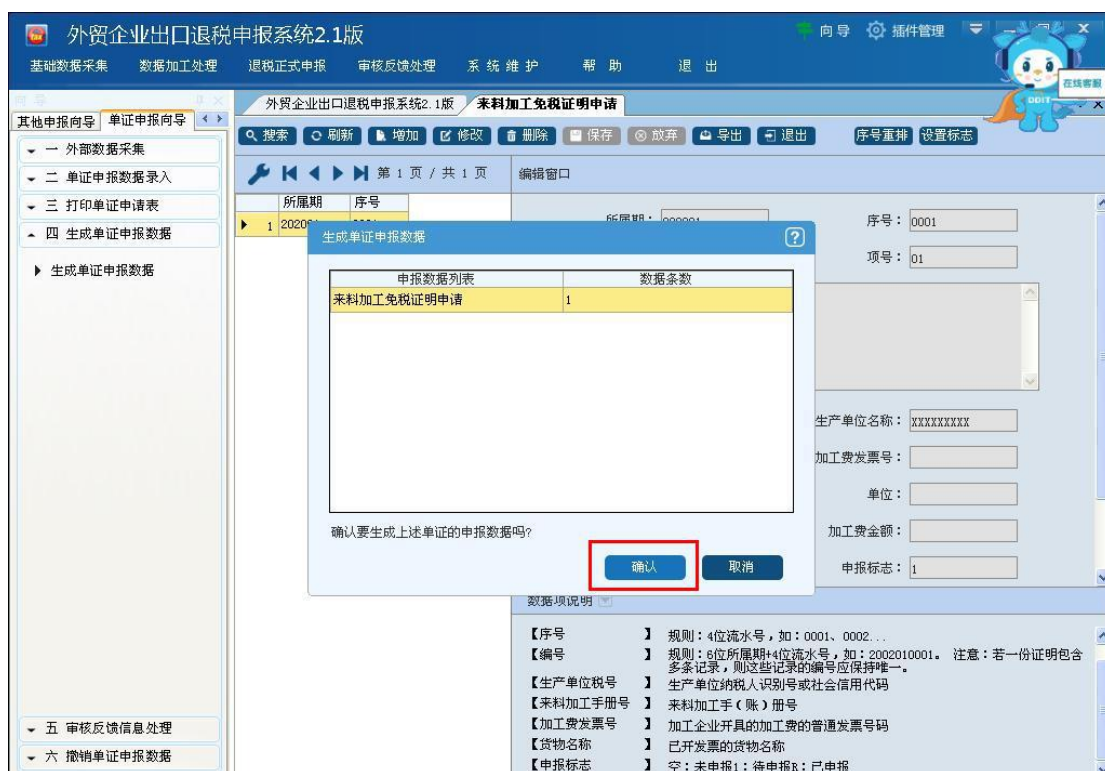 外贸企业出口退税申报系统2.1版
向导 插件管理
基础数据采集 数据加工处理 退税正式申报 审核反馈处理 系统维护 帮助 退出
在线客服
DDIT
其他申报向导 单证申报向导
外贸企业出口退税申报系统2.1版 来料加工免税证明申请
搜索 刷新 增加 修改 删除 保存 放弃 导出 退出 序号重排 设置标志
一 外部数据采集
二 单证申报数据录入
三 打印单证申请表
四 生成单证申报数据
生成单证申报数据
五 审核反馈信息处理
六 撤销单证申报数据
第 1 页 / 共 1 页
编辑窗口
所属期 序号
1
序号: 0001
项号: 01
生成单证申报数据
申报数据列表 数据条数
来料加工免税证明申请 1
确认要生成上述单证的申报数据吗?
确认 取消
生产单位名称: XXXXXXXXX
加工费发票号:
单位:
加工费金额:
申报标志: 1
数据项说明
【序号 】 规则:4位流水号,如:0001、0002...
【编号 】 规则:6位所属期+4位流水号,如:2002010001。 注意:若一份证明包含
多条记录,则这些记录的编号应保持唯一。
【生产单位税号 】 生产单位纳税人识别号或社会信用代码
【来料加工手册号 】 来料加工手(账)册号
【加工费发票号 】 加工企业开具的加工费的普通发票号码
【货物名称 】 已开发票的货物名称
【申报标志 】 空:未申报1:待申报R:已申报